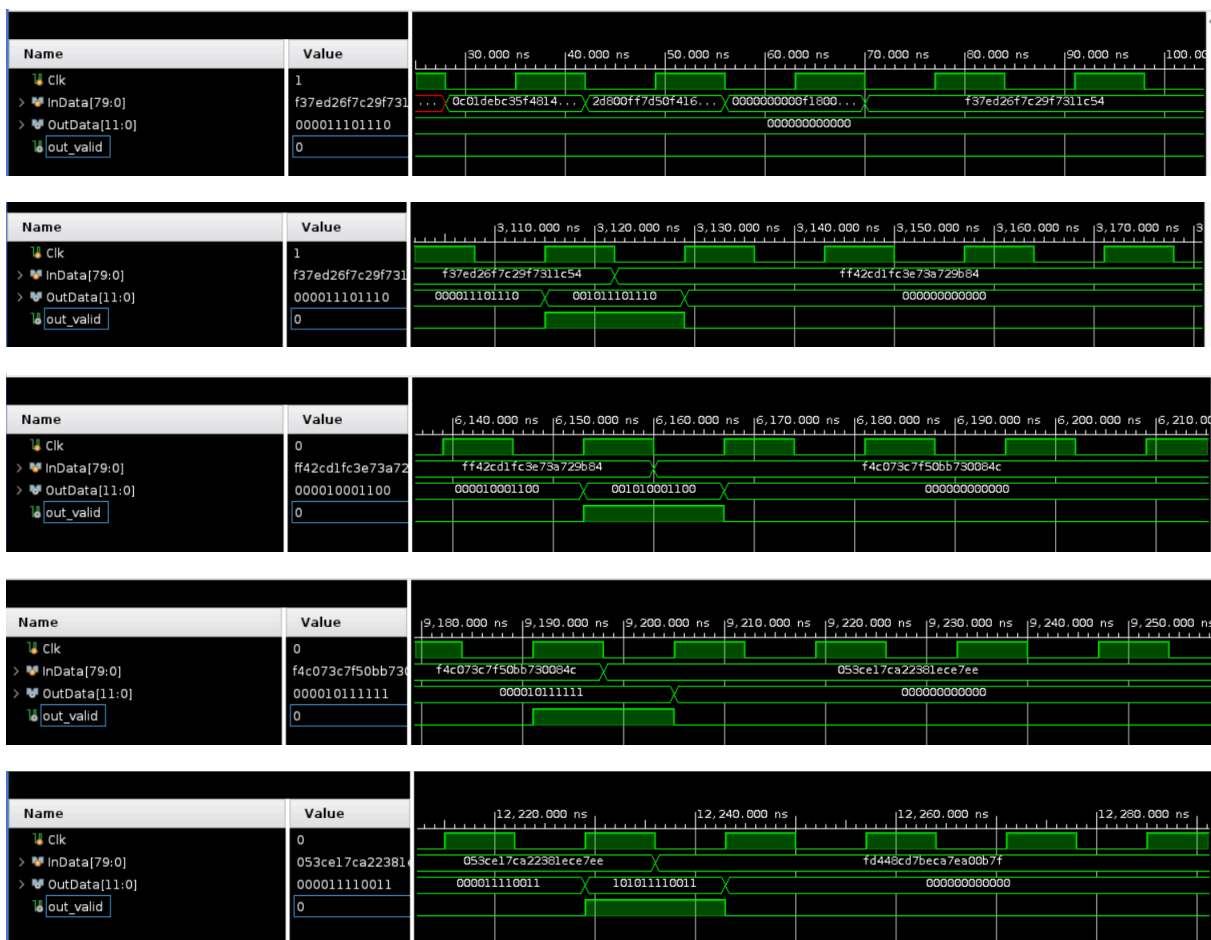 Name Value 30.000 ns 40.000 ns 50.000 ns 60.000 ns 70.000 ns 80.000 ns 90.000 ns 100.00
Clk 1
InData[79:0] f37ed26f7c29f731 ... 0c01debc35f4814... 2d800ff7d50f416... 0000000000f1800... f37ed26f7c29f7311c54
OutData[11:0] 000011101110 000000000000
out_valid 0
Name Value 3,110.000 ns 3,120.000 ns 3,130.000 ns 3,140.000 ns 3,150.000 ns 3,160.000 ns 3,170.000 ns 3
Clk 1
InData[79:0] f37ed26f7c29f731 f37ed26f7c29f7311c54 ff42cd1fc3e73a729b84
OutData[11:0] 000011101110 000011101110 001011101110 000000000000
out_valid 0
Name Value 6,140.000 ns 6,150.000 ns 6,160.000 ns 6,170.000 ns 6,180.000 ns 6,190.000 ns 6,200.000 ns 6,210.0
Clk 0
InData[79:0] ff42cd1fc3e73a72 ff42cd1fc3e73a729b84 f4c073c7f50bb730084c
OutData[11:0] 000010001100 000010001100 001010001100 000000000000
out_valid 0
Name Value 9,180.000 ns 9,190.000 ns 9,200.000 ns 9,210.000 ns 9,220.000 ns 9,230.000 ns 9,240.000 ns 9,250.000 ns
Clk 0
InData[79:0] f4c073c7f50bb730 f4c073c7f50bb730084c 053ce17ca22381ece7ee
OutData[11:0] 000010111111 000010111111 000000000000
out_valid 0
Name Value 12,220.000 ns 12,240.000 ns 12,260.000 ns 12,280.000 ns
Clk 0
InData[79:0] 053ce17ca22381 053ce17ca22381ece7ee fd448cd7beca7ea00b7f
OutData[11:0] 000011110011 000011110011 101011110011 000000000000
out_valid 0